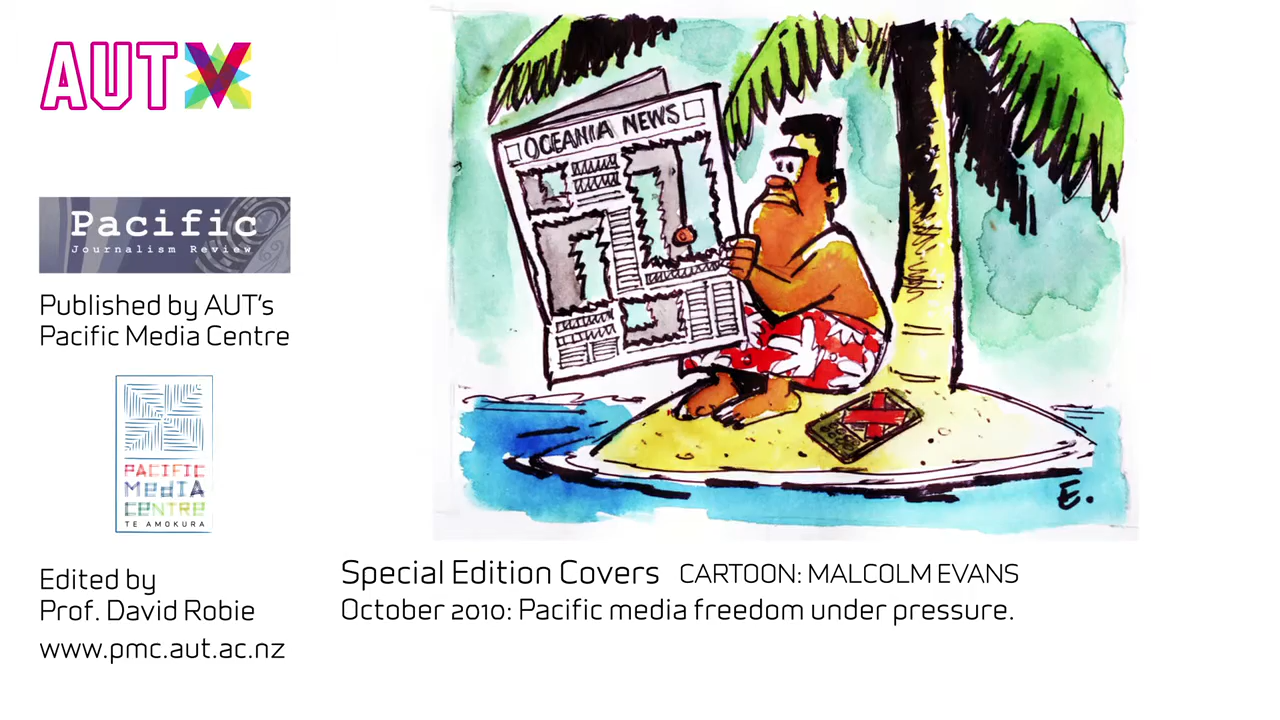 AUT
Pacific
Journalism Review
Published by AUT's
Pacific Media Centre
PACIFIC
MEDIA
CENTRE
TE AMOKURA
Edited by
Prof. David Robie
www.pmc.aut.ac.nz
OCEANIA NEWS
E.
Special Edition Covers CARTOON: MALCOLM EVANS
October 2010: Pacific media freedom under pressure.